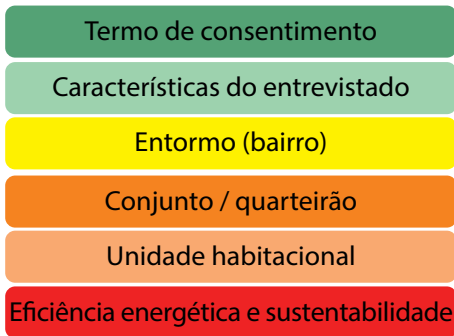 Termo de consentimento
Características do entrevistado
Entormo (bairro)
Conjunto / quarteirão
Unidade habitacional
Eficiência energética e sustentabilidade